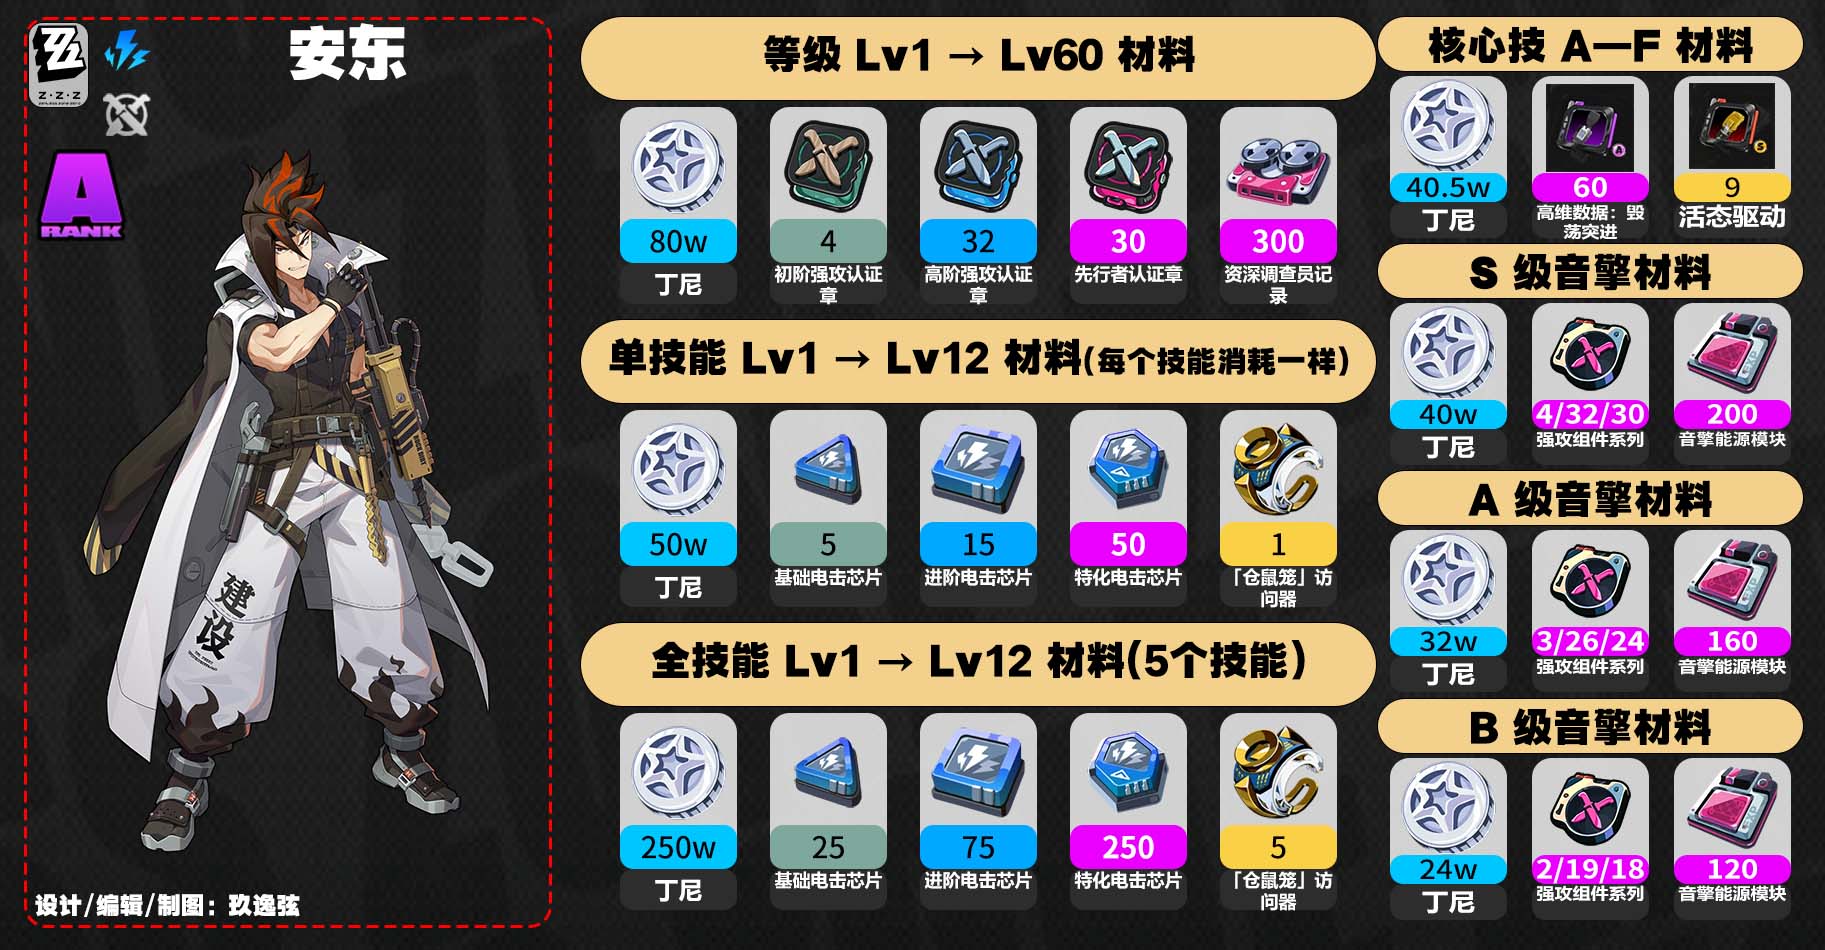 Z·Z·Z
安东
A
RANK
建设
设计/编辑/制图：玖逸弦
等级 Lv1 → Lv60 材料
80w
丁尼
4
初阶强攻认证
章
32
高阶强攻认证
章
30
先行者认证章
300
资深调查员记
录
单技能 Lv1 → Lv12 材料(每个技能消耗一样)
50w
丁尼
5
基础电击芯片
15
进阶电击芯片
50
特化电击芯片
1
「仓鼠笼」访
问器
全技能 Lv1 → Lv12 材料(5个技能)
250w
丁尼
25
基础电击芯片
75
进阶电击芯片
250
特化电击芯片
5
「仓鼠笼」访
问器
核心技 A—F 材料
40.5w
丁尼
60
高维数据：毁
荡突进
9
活态驱动
S 级音擎材料
40w
丁尼
4/32/30
强攻组件系列
200
音擎能源模块
A 级音擎材料
32w
丁尼
3/26/24
强攻组件系列
160
音擎能源模块
B 级音擎材料
24w
丁尼
2/19/18
强攻组件系列
120
音擎能源模块